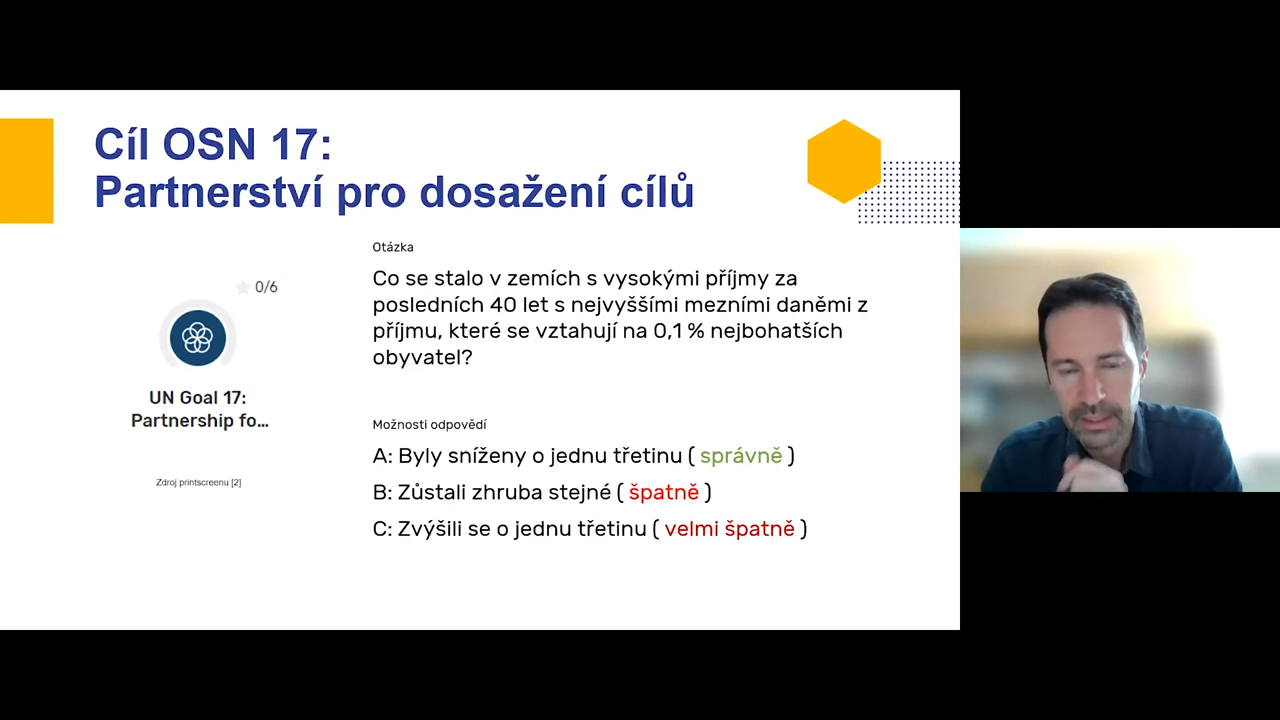 Cíl OSN 17:
Partnerství pro dosažení cílů
0/6
UN Goal 17:
Partnership fo...
Zdroj printscreenu [2]
Otázka
Co se stalo v zemích s vysokými příjmy za
posledních 40 let s nejvyššími mezními daněmi z
příjmu, které se vztahují na 0,1 % nejbohatších
obyvatel?
Možnosti odpovědí
A: Byly sníženy o jednu třetinu ( správně )
B: Zůstali zhruba stejné ( špatně )
C: Zvýšili se o jednu třetinu ( velmi špatně )